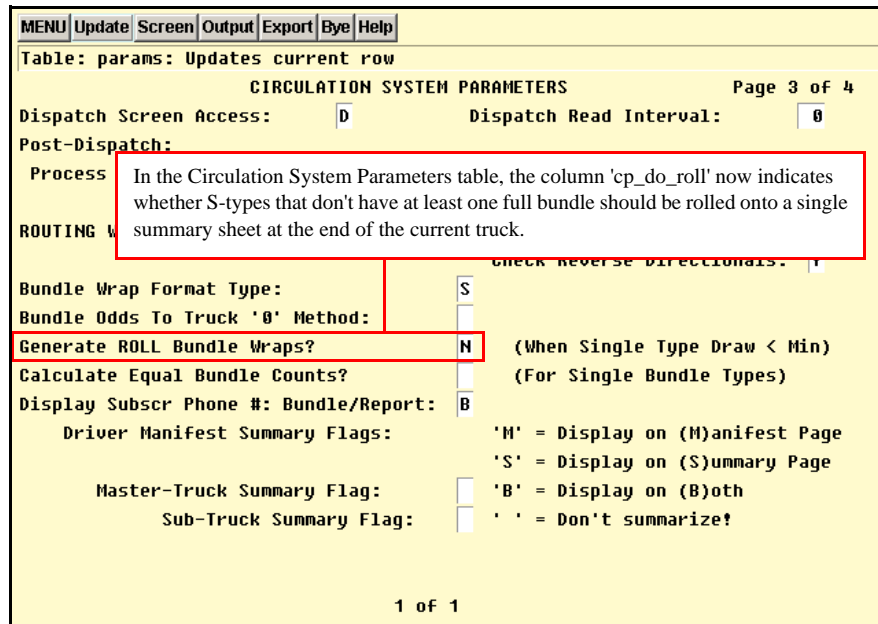 MENU Update Screen Output Export Bye Help
Table: params: Updates current row
CIRCULATION SYSTEM PARAMETERS Page 3 of 4
Dispatch Screen Access: D Dispatch Read Interval: 0
Post-Dispatch:
Process
In the Circulation System Parameters table, the column 'cp_do_roll' now indicates
whether S-types that don't have at least one full bundle should be rolled onto a single
summary sheet at the end of the current truck.
ROUTING
Check Reverse Directionals: Y
Bundle Wrap Format Type: S
Bundle Odds To Truck '0' Method:
Generate ROLL Bundle Wraps? N (When Single Type Draw < Min)
Calculate Equal Bundle Counts? (For Single Bundle Types)
Display Subscr Phone #: Bundle/Report: B
Driver Manifest Summary Flags: 'M' = Display on (M)anifest Page
'S' = Display on (S)ummary Page
Master-Truck Summary Flag: 'B' = Display on (B)oth
Sub-Truck Summary Flag: ' ' = Don't summarize!
1 of 1